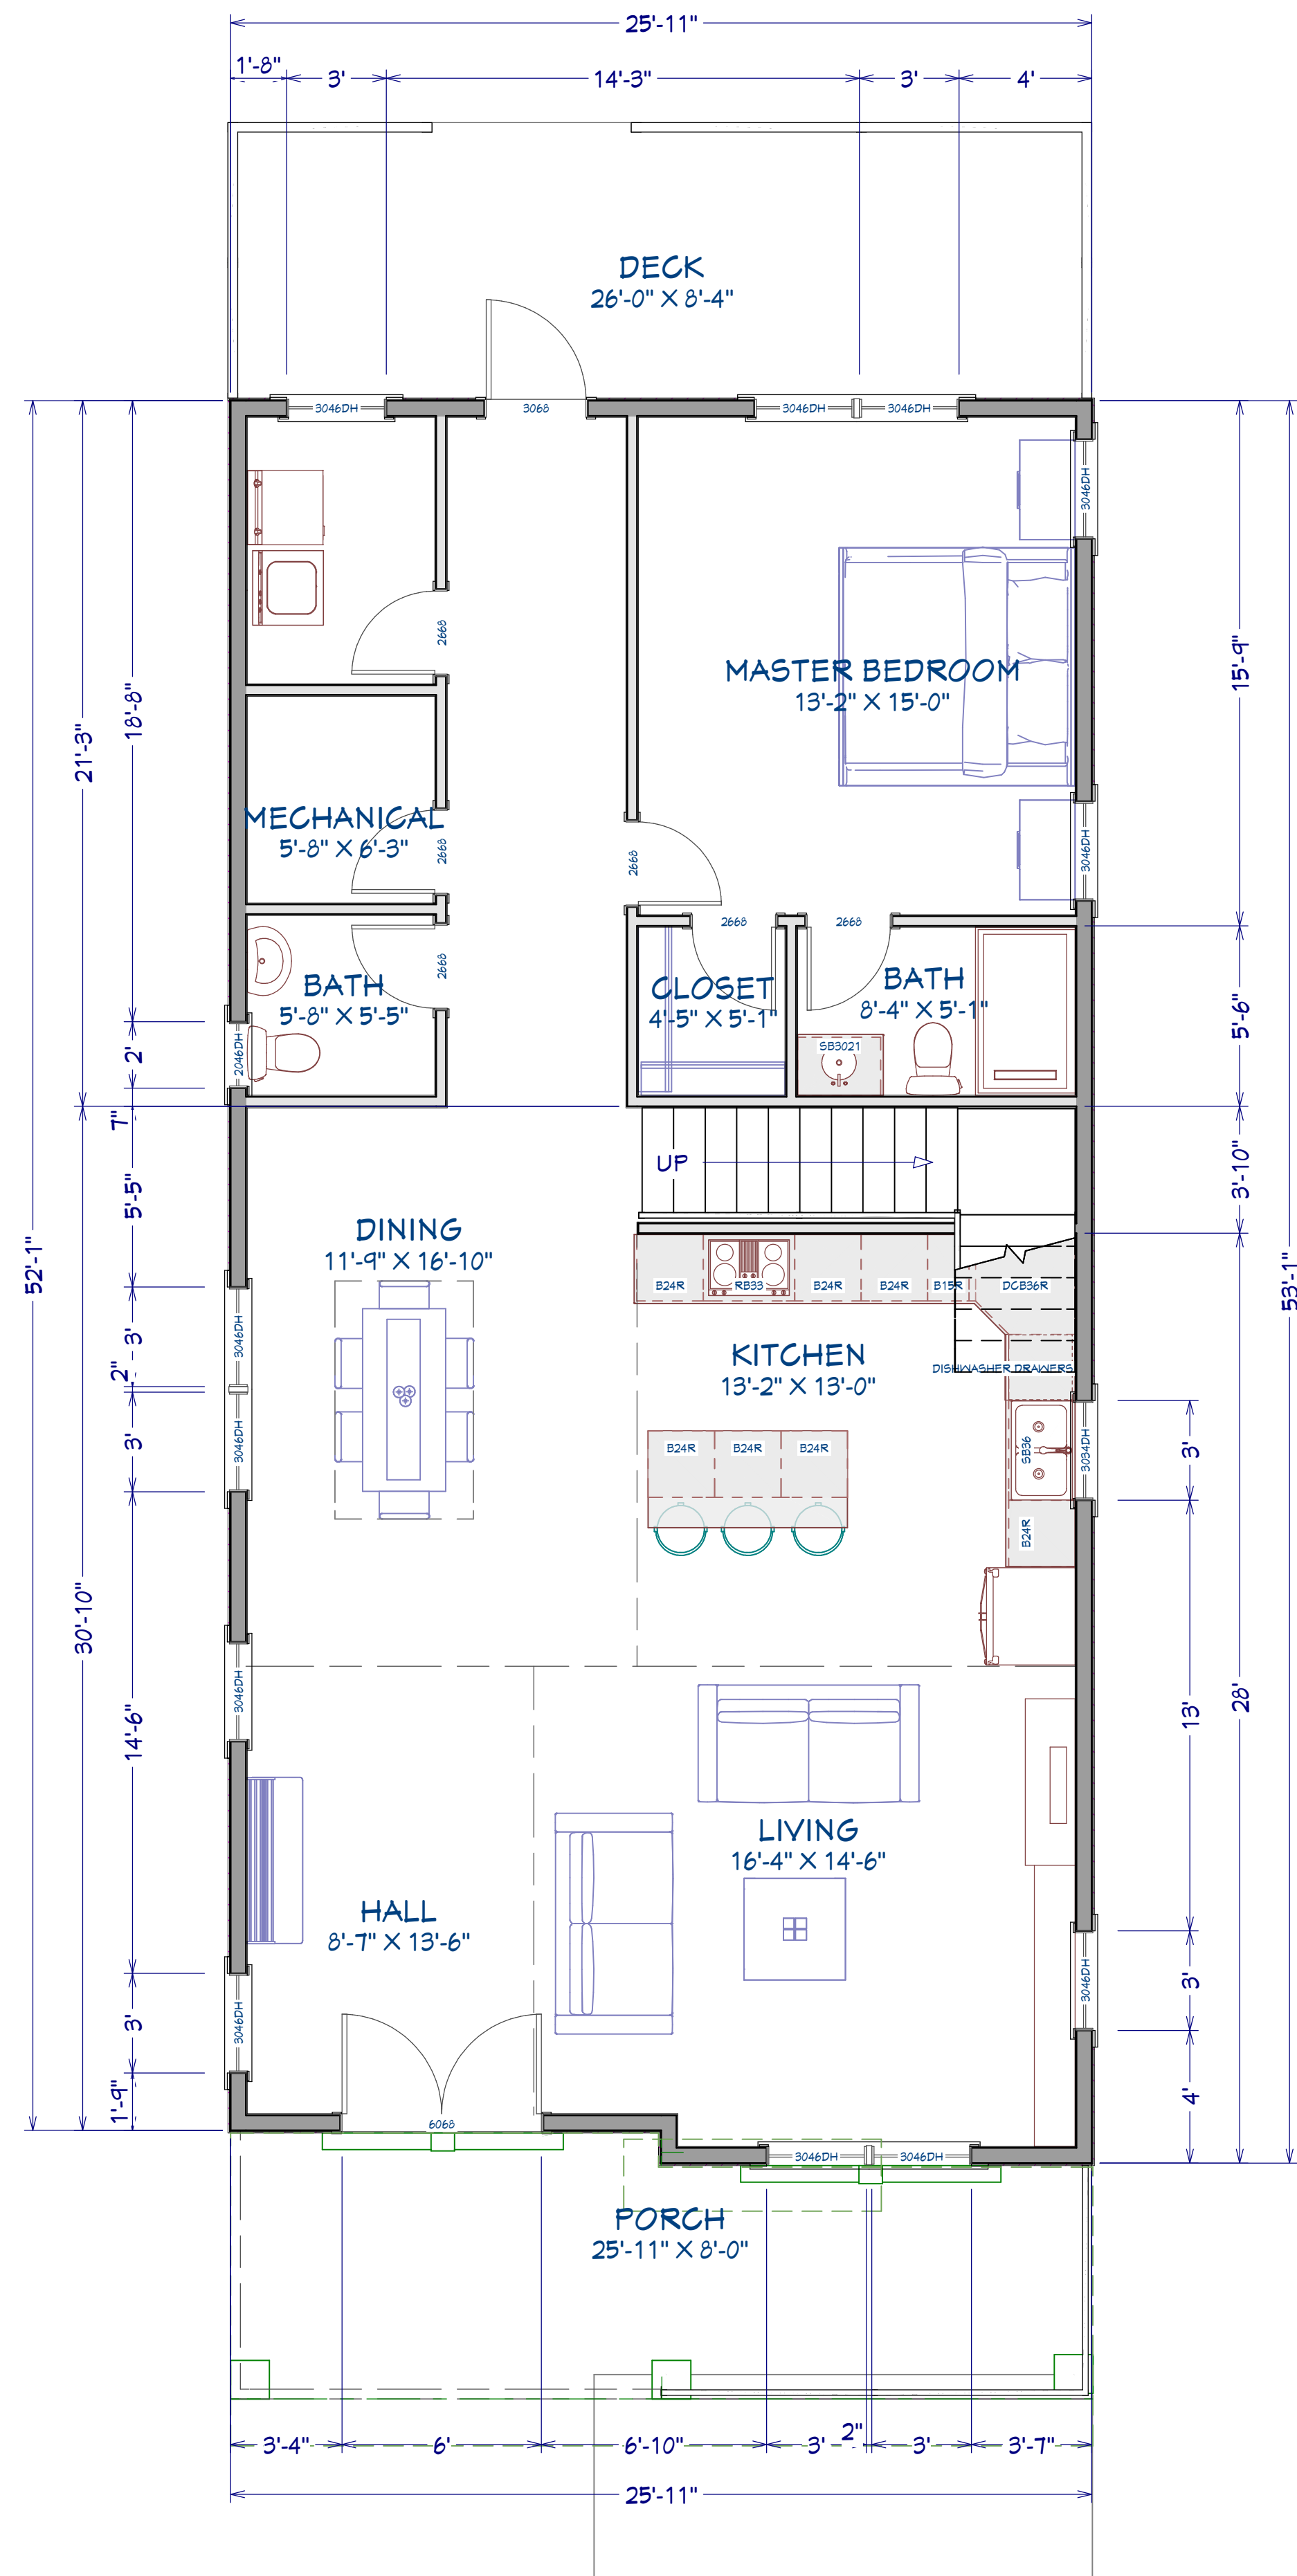 25'-11"
1'-8"
3'
14'-3"
3'
4'
DECK
26'-0" X 8'-4"
3046DH
3068
3046DH
3046DH
3046DH
2668
MASTER BEDROOM
13'-2" X 15'-0"
15'-9"
18'-8"
21'-3"
MECHANICAL
5'-8" X 6'-3"
2668
2668
3046DH
2668
2668
2668
BATH
5'-8" X 5'-5"
CLOSET
4'-5" X 5'-1"
BATH
8'-4" X 5'-1"
5'-6"
SB3021
2046DH
2'
7"
UP
3'-10"
5'-5"
DINING
11'-9" X 16'-10"
52'-1"
53'-1"
B24R
RB33
B24R
B24R
B15R
DCB36R
3046DH
3'
2"
KITCHEN
13'-2" X 13'-0"
DISHWASHER DRAWERS
3046DH
3'
B24R
B24R
B24R
SB36
3034DH
3'
B24R
30'-10"
3046DH
14'-6"
13'
28'
LIVING
16'-4" X 14'-6"
HALL
8'-7" X 13'-6"
3046DH
3'
3046DH
3'
1'-9"
4'
6068
3046DH
3046DH
PORCH
25'-11" X 8'-0"
3'-4"
6'
6'-10"
3'
2"
3'
3'-7"
25'-11"